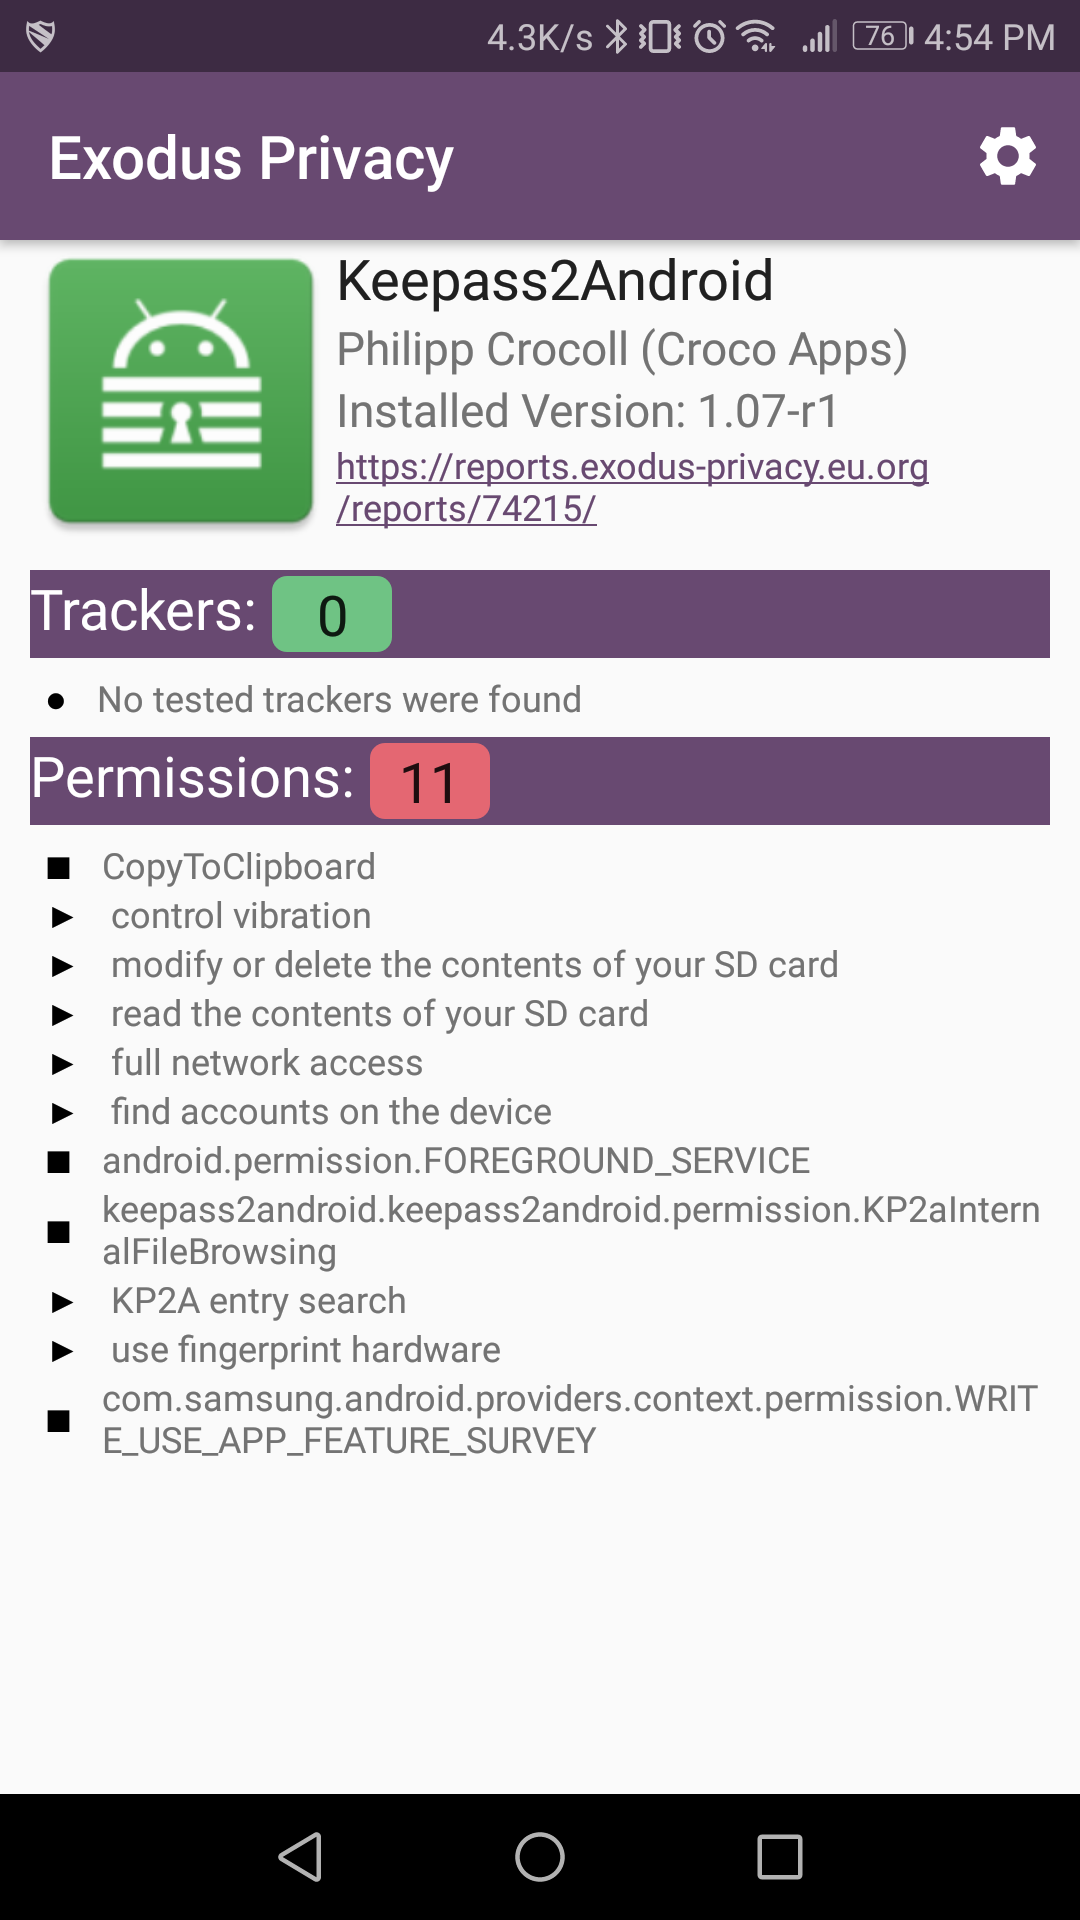 4.3K/s 76 4:54 PM
Exodus Privacy
Keepass2Android
Philipp Crocoll (Croco Apps)
Installed Version: 1.07-r1
https://reports.exodus-privacy.eu.org
/reports/74215/
Trackers: 0
● No tested trackers were found
Permissions: 11
■ CopyToClipboard
► control vibration
► modify or delete the contents of your SD card
► read the contents of your SD card
► full network access
► find accounts on the device
■ android.permission.FOREGROUND_SERVICE
■ keepass2android.keepass2android.permission.KP2aIntern
alFileBrowsing
► KP2A entry search
► use fingerprint hardware
■ com.samsung.android.providers.context.permission.WRIT
E_USE_APP_FEATURE_SURVEY